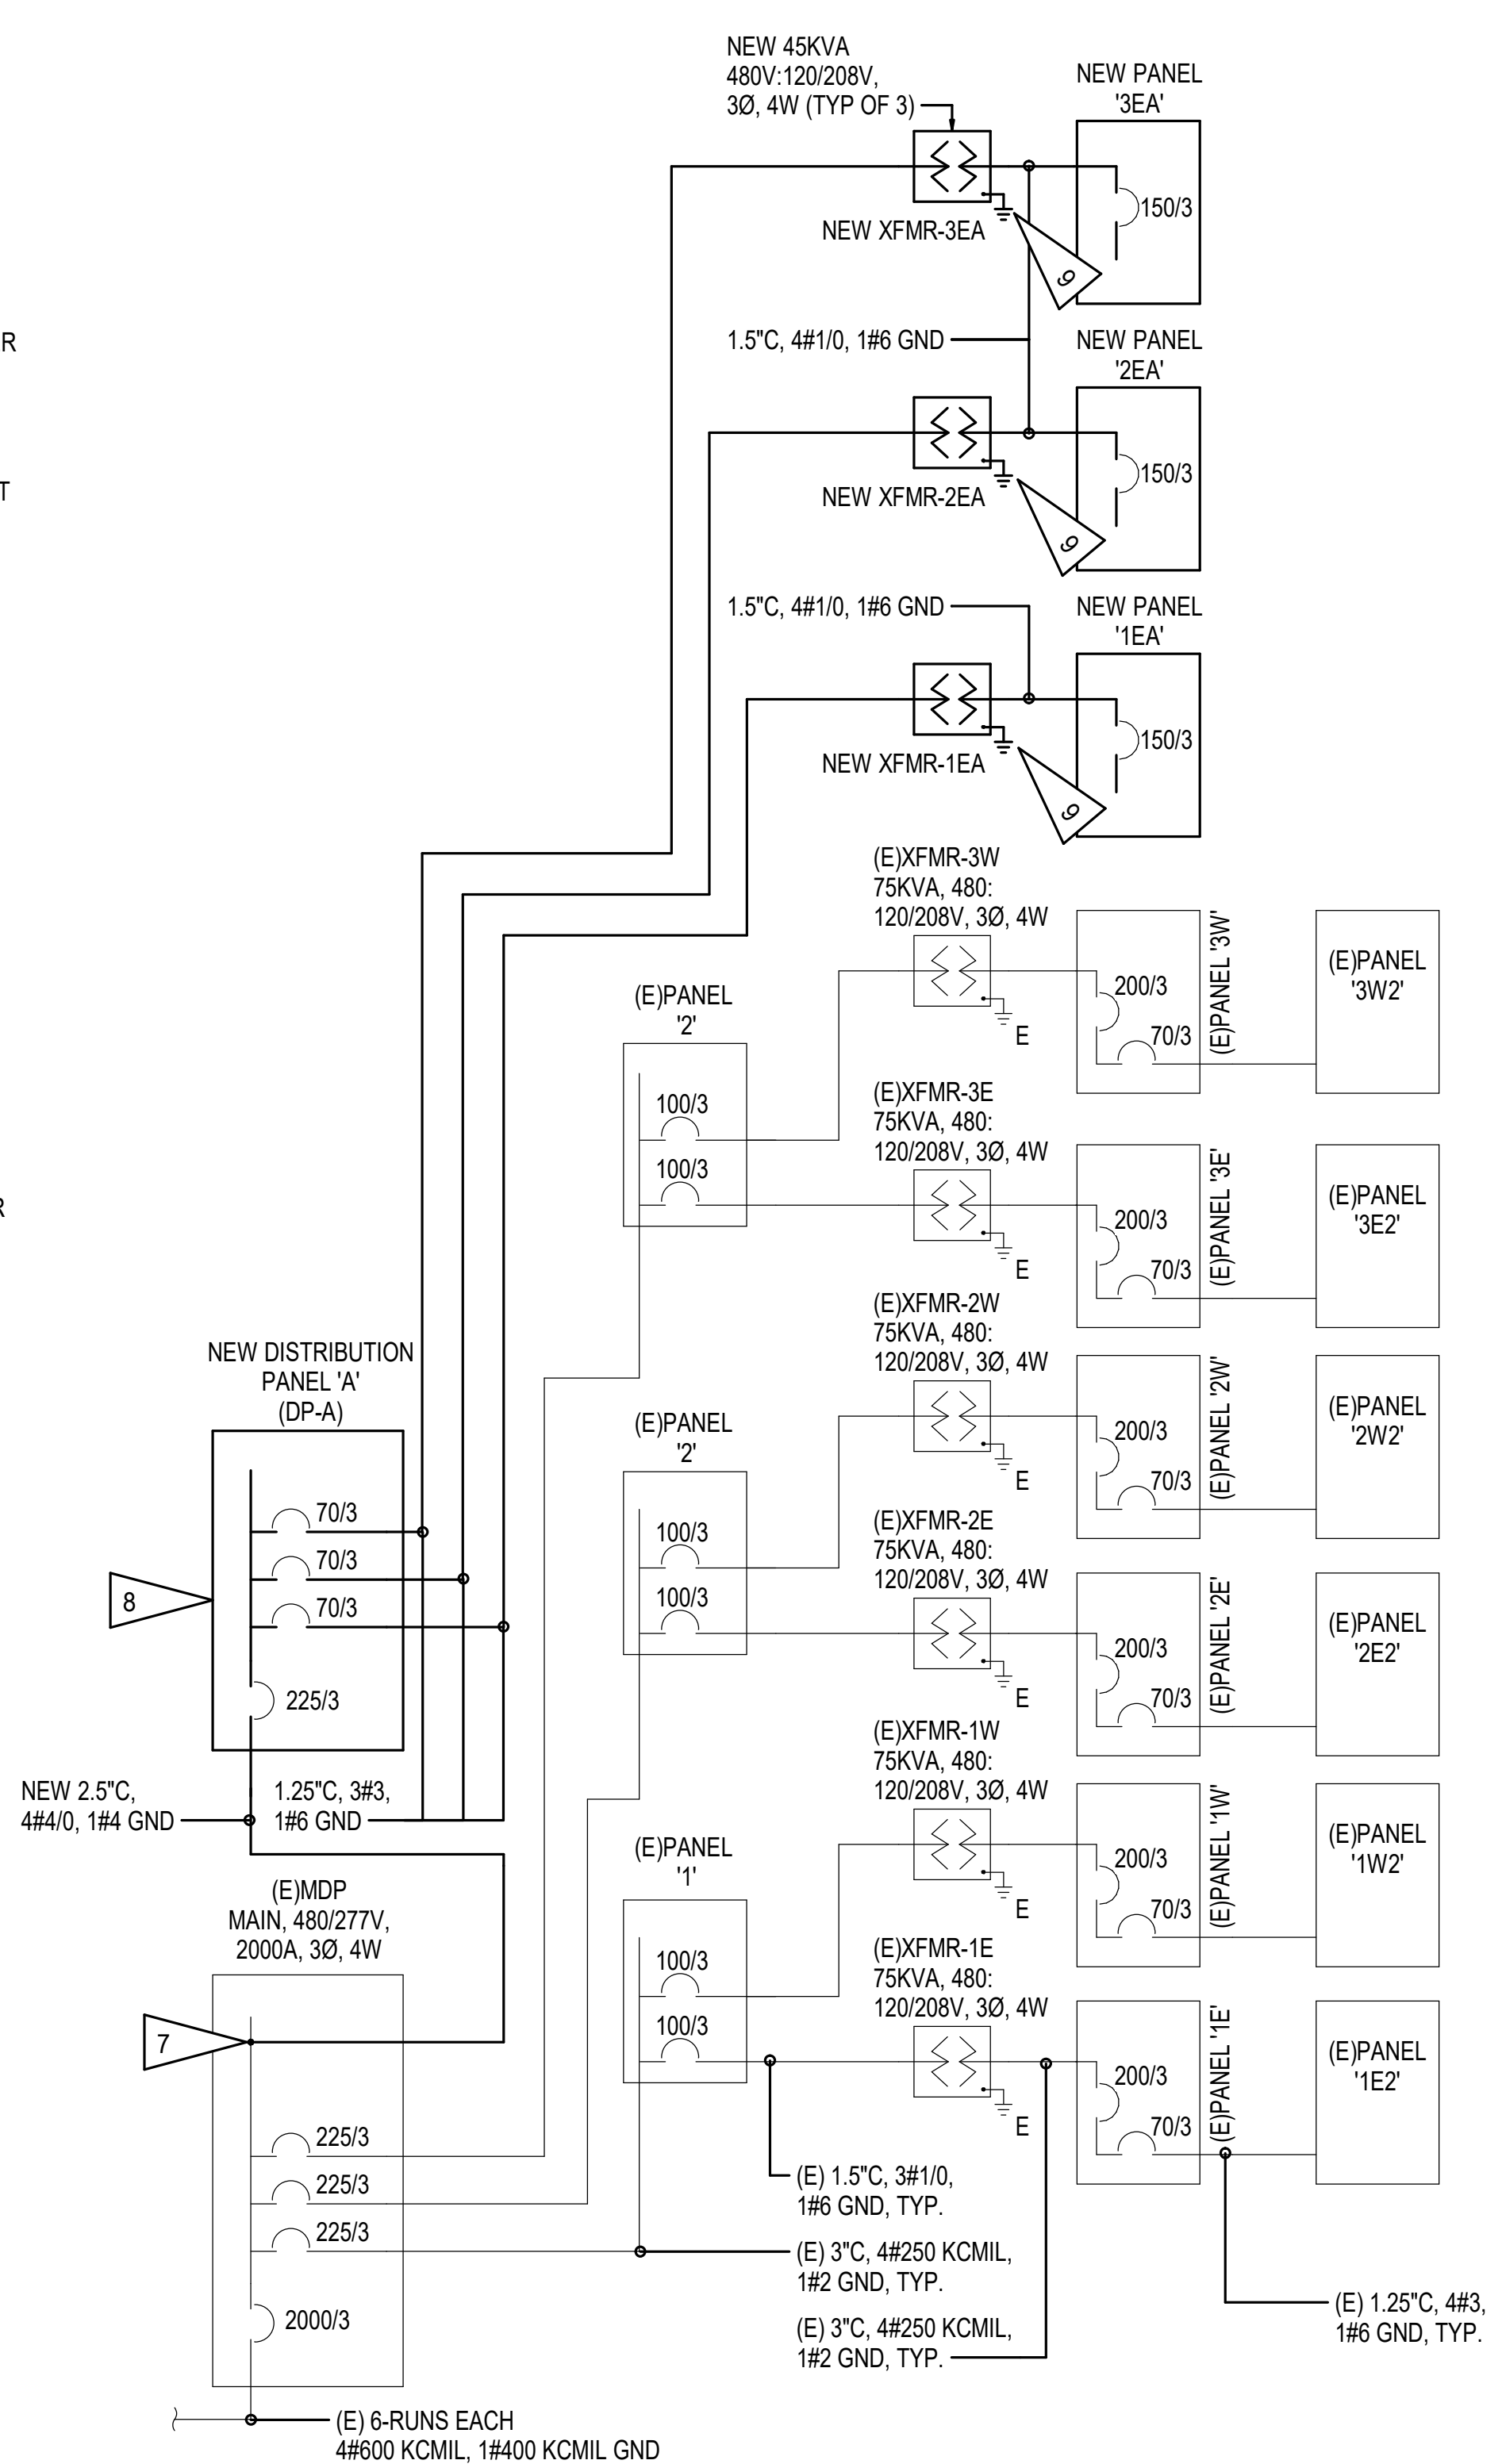 NEW 45KVA
480V:120/208V,
3Ø, 4W (TYP OF 3)
NEW PANEL
'3EA'
150/3
NEW XFMR-3EA
9
R
1.5"C, 4#1/0, 1#6 GND
NEW PANEL
'2EA'
150/3
T
NEW XFMR-2EA
9
1.5"C, 4#1/0, 1#6 GND
NEW PANEL
'1EA'
150/3
NEW XFMR-1EA
9
(E)XFMR-3W
75KVA, 480:
120/208V, 3Ø, 4W
(E)PANEL
'2'
100/3
100/3
E
200/3
70/3
(E)PANEL '3W'
(E)PANEL
'3W2'
(E)XFMR-3E
75KVA, 480:
120/208V, 3Ø, 4W
E
200/3
70/3
(E)PANEL '3E'
(E)PANEL
'3E2'
R
(E)XFMR-2W
75KVA, 480:
120/208V, 3Ø, 4W
(E)PANEL
'2'
100/3
100/3
E
200/3
70/3
(E)PANEL '2W'
(E)PANEL
'2W2'
NEW DISTRIBUTION
PANEL 'A'
(DP-A)
70/3
70/3
70/3
8
225/3
(E)XFMR-2E
75KVA, 480:
120/208V, 3Ø, 4W
E
200/3
70/3
(E)PANEL '2E'
(E)PANEL
'2E2'
NEW 2.5"C,
4#4/0, 1#4 GND
1.25"C, 3#3,
1#6 GND
(E)XFMR-1W
75KVA, 480:
120/208V, 3Ø, 4W
(E)PANEL
'1'
100/3
100/3
E
200/3
70/3
(E)PANEL '1W'
(E)PANEL
'1W2'
(E)MDP
MAIN, 480/277V,
2000A, 3Ø, 4W
7
225/3
225/3
225/3
2000/3
(E)XFMR-1E
75KVA, 480:
120/208V, 3Ø, 4W
E
200/3
70/3
(E)PANEL '1E'
(E)PANEL
'1E2'
(E) 1.5"C, 3#1/0,
1#6 GND, TYP.
(E) 3"C, 4#250 KCMIL,
1#2 GND, TYP.
(E) 3"C, 4#250 KCMIL,
1#2 GND, TYP.
(E) 1.25"C, 4#3,
1#6 GND, TYP.
(E) 6-RUNS EACH
4#600 KCMIL, 1#400 KCMIL GND